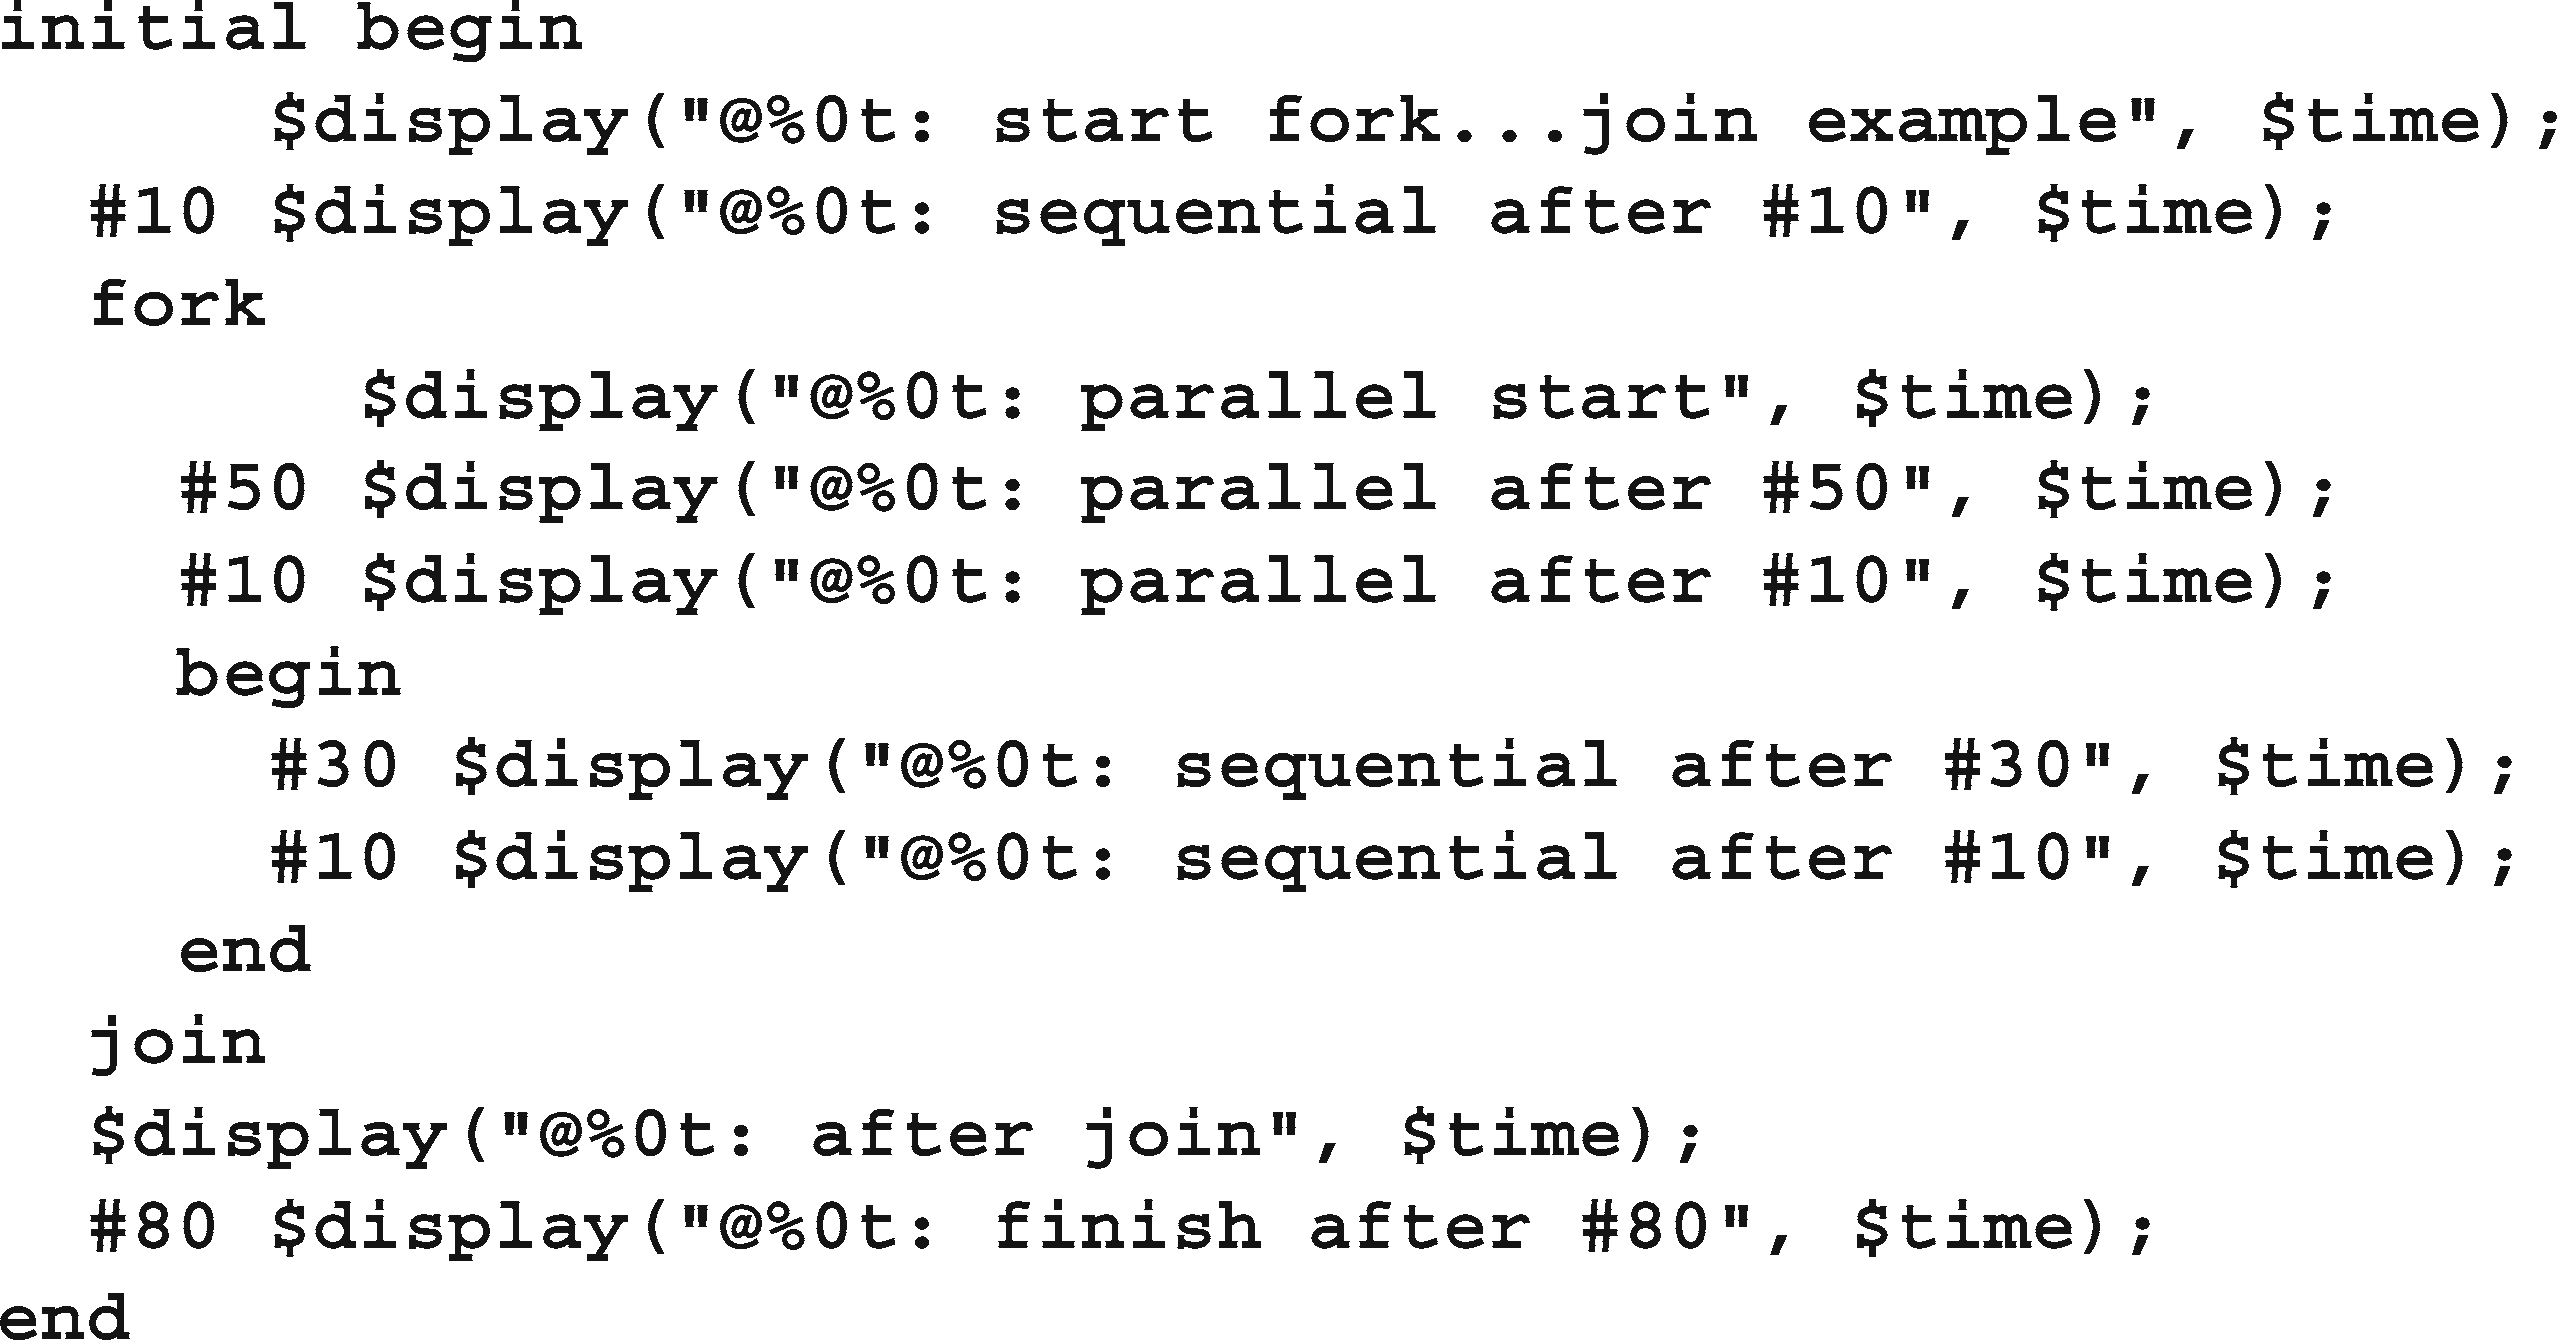 initial begin
      $display("@%0t: start fork...join example", $time);
  #10 $display("@%0t: sequential after #10", $time);
  fork
        $display("@%0t: parallel start", $time);
    #50 $display("@%0t: parallel after #50", $time);
    #10 $display("@%0t: parallel after #10", $time);
    begin
      #30 $display("@%0t: sequential after #30", $time);
      #10 $display("@%0t: sequential after #10", $time);
    end
  join
  $display("@%0t: after join", $time);
  #80 $display("@%0t: finish after #80", $time);
end